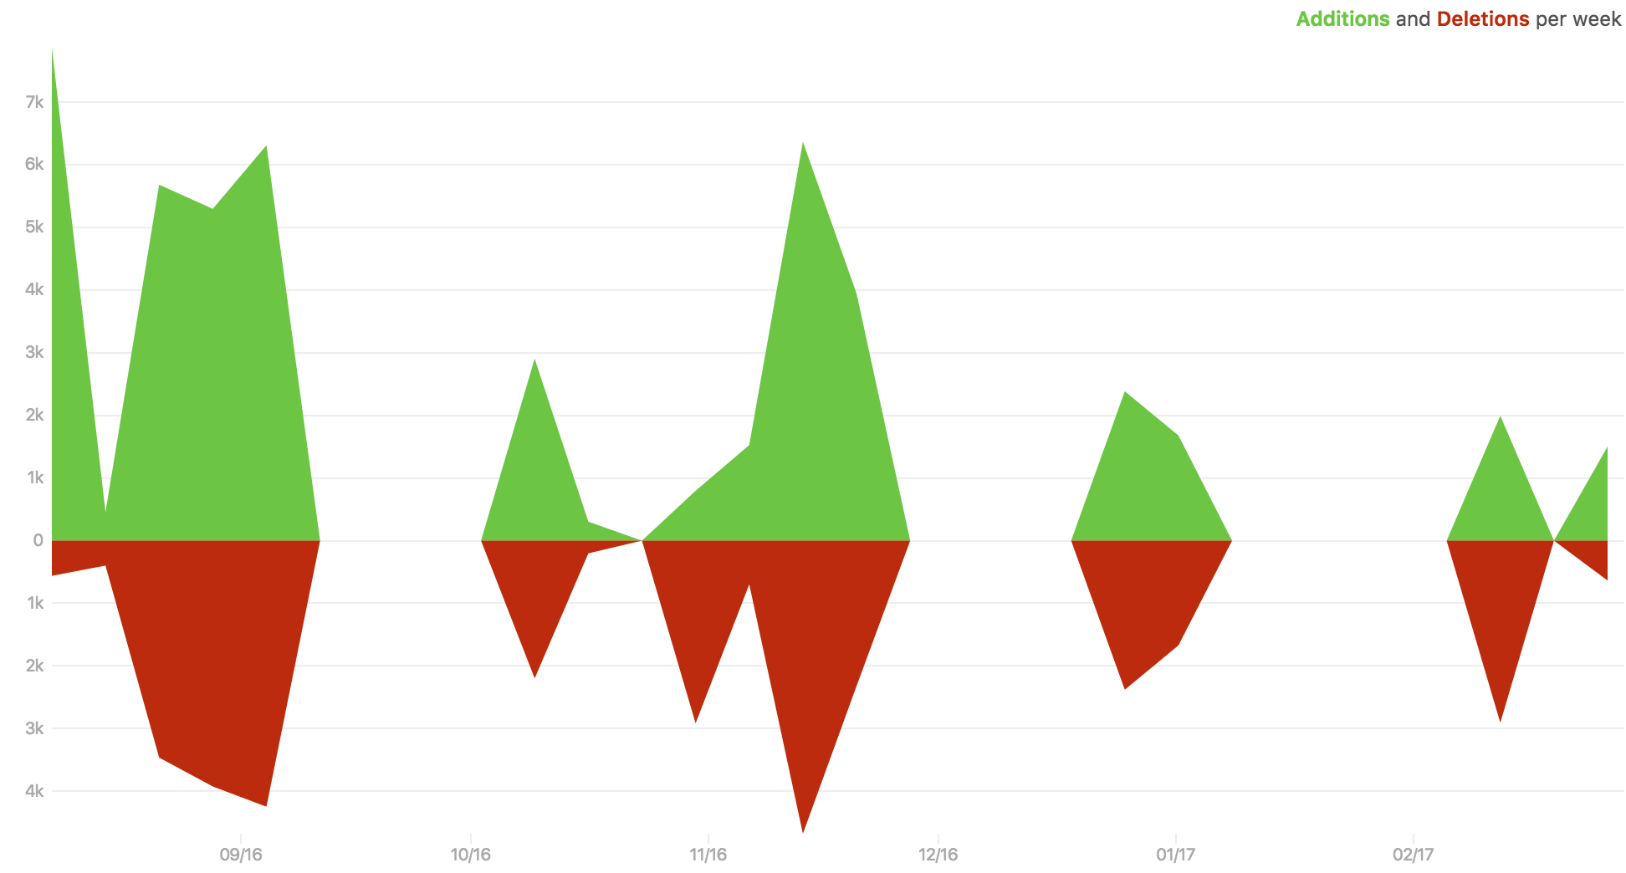 Additions and Deletions per week
7k
6k
5k
4k
3k
2k
1k
0
1k
2k
3k
4k
09/16 10/16 11/16 12/16 01/17 02/17